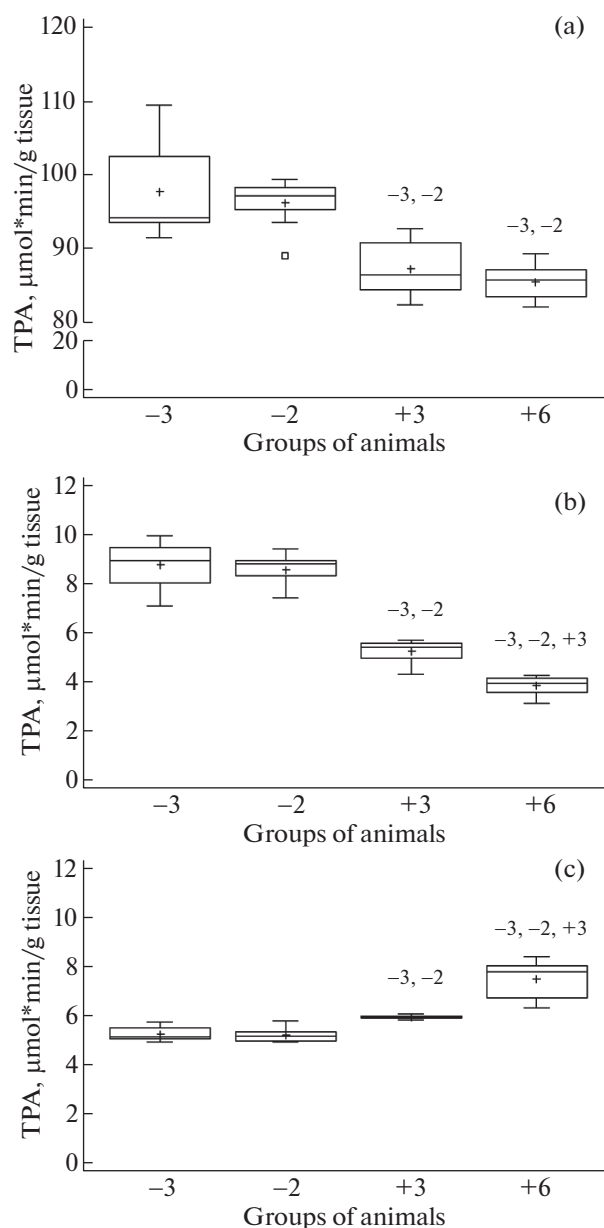 (a)
TPA, µmol*min/g tissue
120
110
100
90
80
20
0
–3, –2
–3, –2
–3 –2 +3 +6
Groups of animals
(b)
TPA, µmol*min/g tissue
12
10
8
6
4
2
0
–3, –2
–3, –2, +3
–3 –2 +3 +6
Groups of animals
(c)
TPA, µmol*min/g tissue
12
10
8
6
4
2
0
–3, –2, +3
–3, –2
–3 –2 +3 +6
Groups of animals